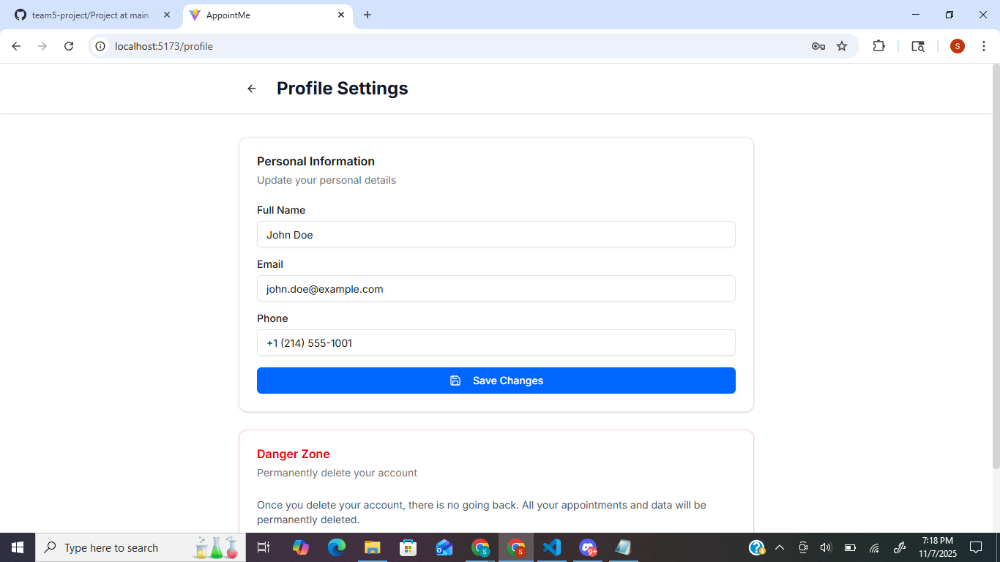 team5-project/Project at main
AppointMe
localhost:5173/profile
S
Profile Settings
Personal Information
Update your personal details
Full Name
John Doe
Email
john.doe@example.com
Phone
+1 (214) 555-1001
Save Changes
Danger Zone
Permanently delete your account
Once you delete your account, there is no going back. All your appointments and data will be
permanently deleted.
Type here to search
S
S
9+
7:18 PM
11/7/2025